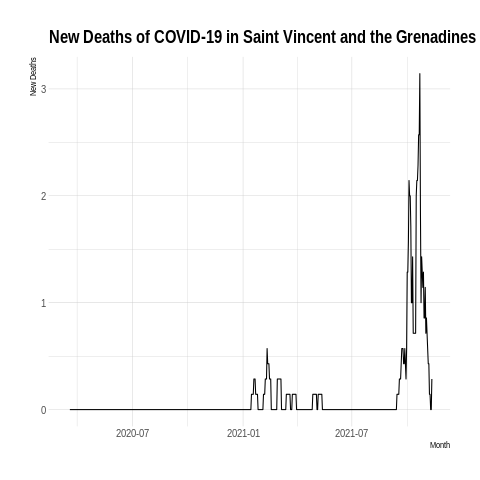 New Deaths of COVID-19 in Saint Vincent and the Grenadines
New Deaths
3
2
1
0
2020-07 2021-01 2021-07
Month